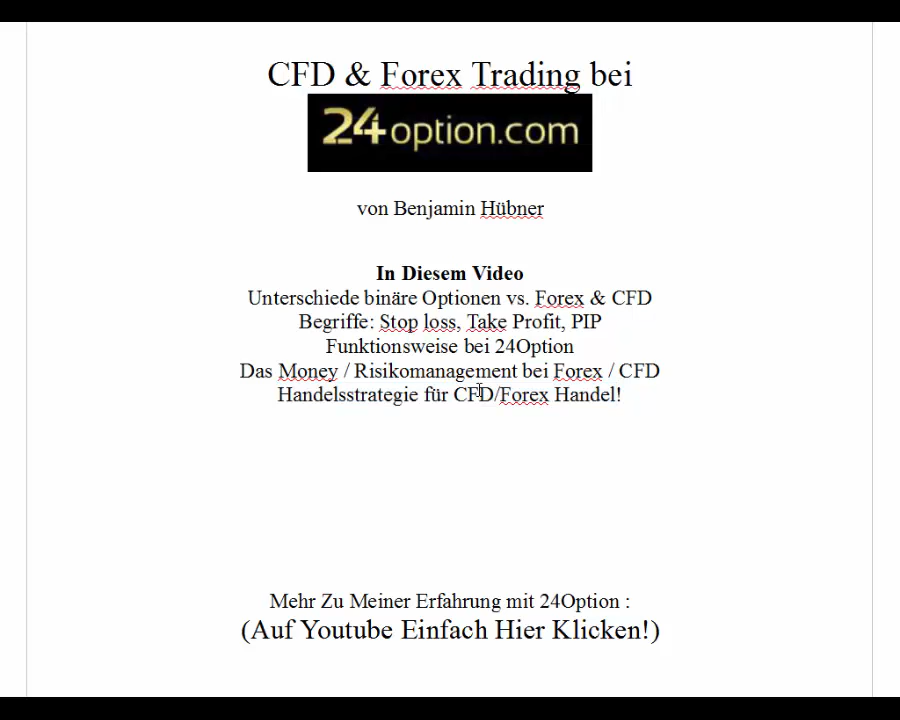 CFD & Forex Trading bei
24option.com
von Benjamin Hübner
In Diesem Video
Unterschiede binäre Optionen vs. Forex & CFD
Begriffe: Stop loss, Take Profit, PIP
Funktionsweise bei 24Option
Das Money / Risikomanagement bei Forex / CFD
Handelsstrategie für CFD/Forex Handel!
Mehr Zu Meiner Erfahrung mit 24Option :
(Auf Youtube Einfach Hier Klicken!)